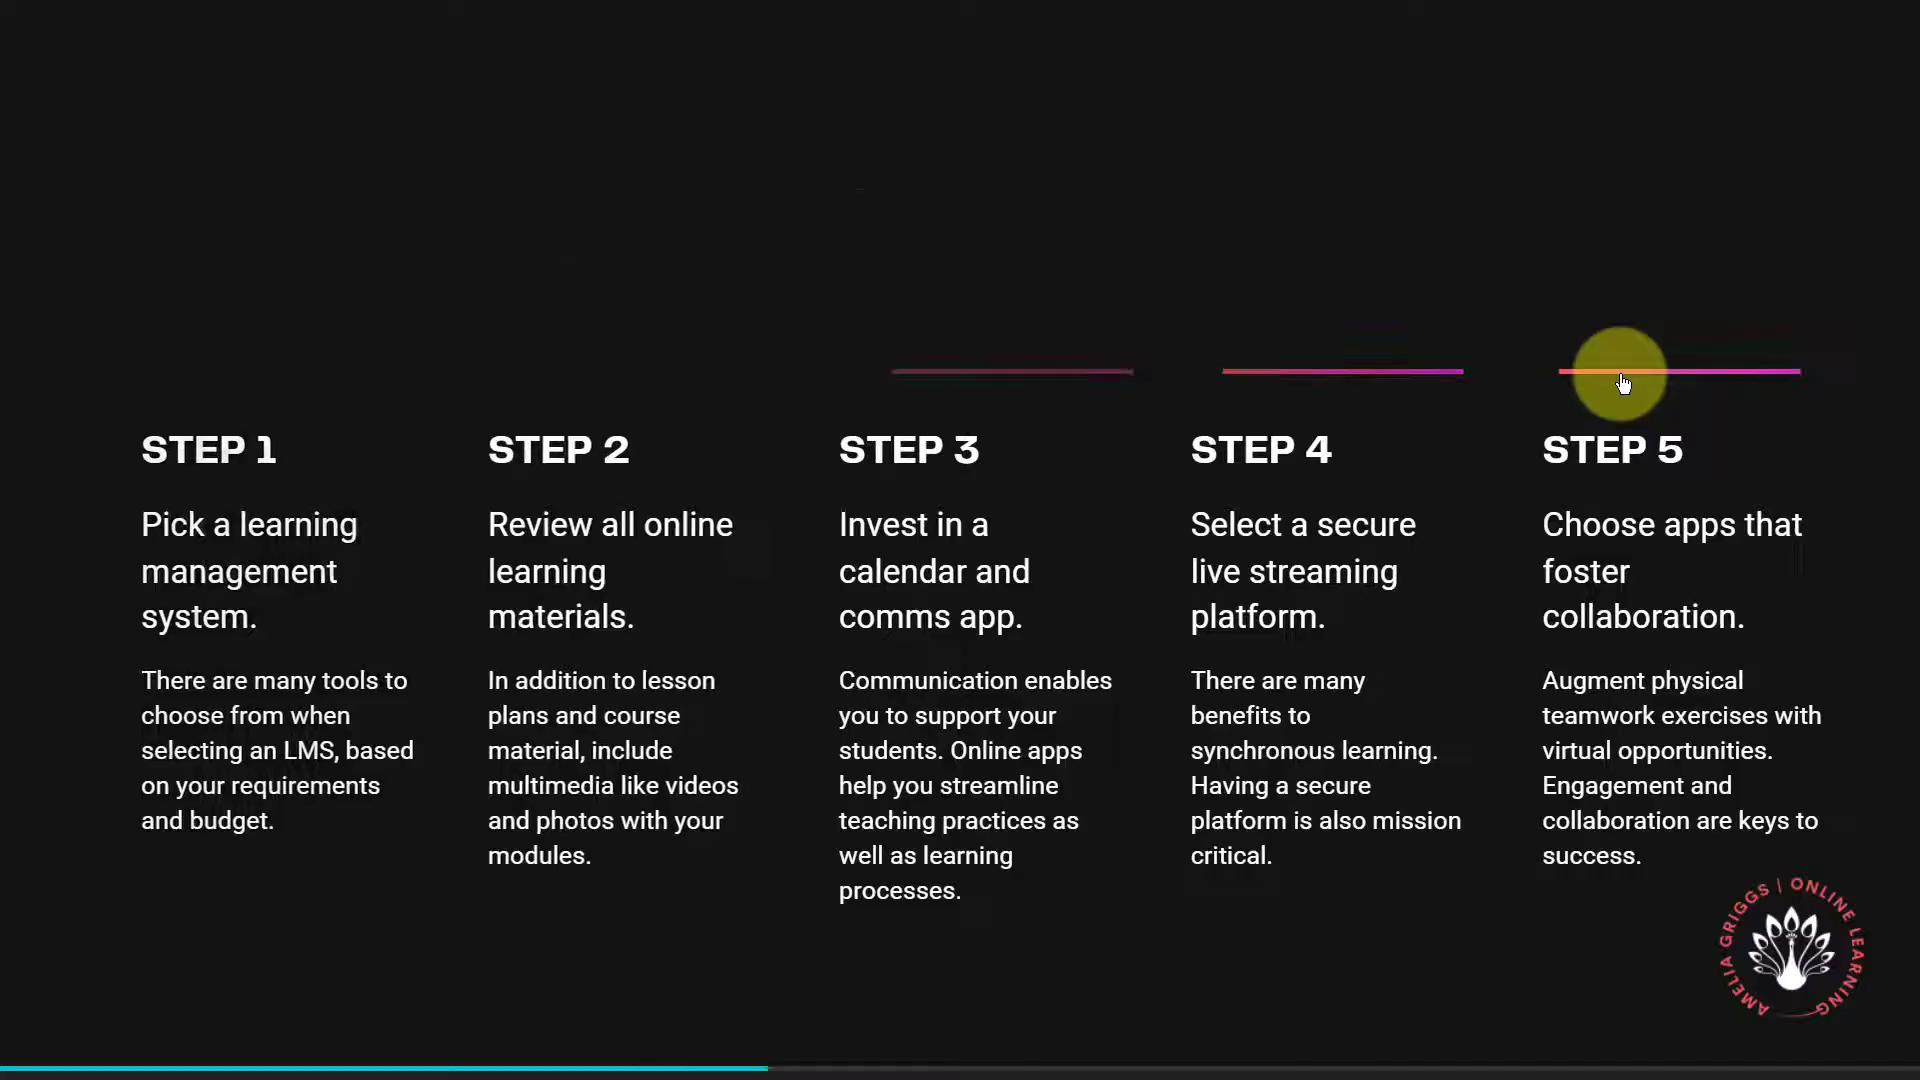 STEP 1
Pick a learning
management
system.
There are many tools to
choose from when
selecting an LMS, based
on your requirements
and budget.
STEP 2
Review all online
learning
materials.
In addition to lesson
plans and course
material, include
multimedia like videos
and photos with your
modules.
STEP 3
Invest in a
calendar and
comms app.
Communication enables
you to support your
students. Online apps
help you streamline
teaching practices as
well as learning
processes.
STEP 4
Select a secure
live streaming
platform.
There are many
benefits to
synchronous learning.
Having a secure
platform is also mission
critical.
STEP 5
Choose apps that
foster
collaboration.
Augment physical
teamwork exercises with
virtual opportunities.
Engagement and
collaboration are keys to
success.
AMELIA GRIGGS | ONLINE LEARNING